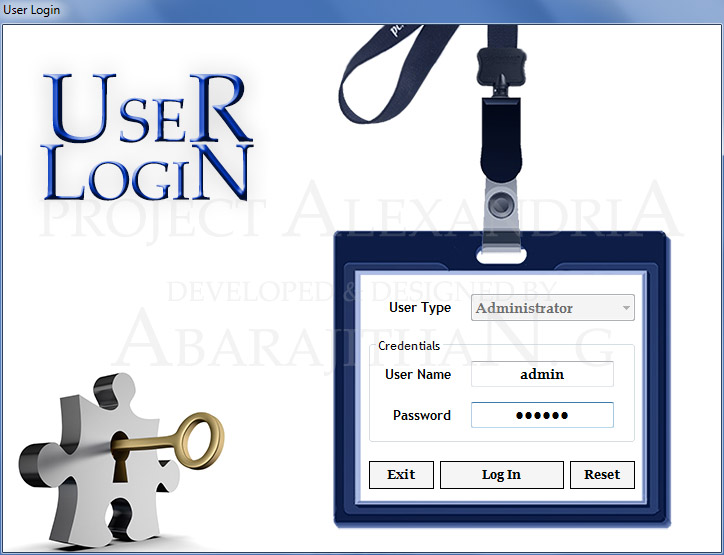 User Login
USER
LOGIN
PROJECT ALEXANDRIA
DEVELOPED & DESIGNED BY
ABARAJITHAN. G
User Type
Administrator
Credentials
User Name
admin
Password
●●●●●●
Exit
Log In
Reset